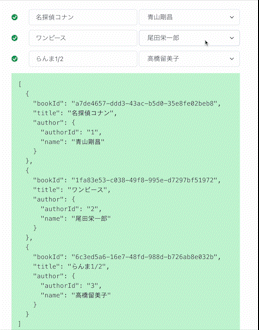 名探偵コナン 青山剛昌
ワンピース 尾田栄一郎
らんま1/2 高橋留美子
[
{
"bookId": "a7de4657-ddd3-43ac-b5d0-35e8fe02beb8",
"title": "名探偵コナン",
"author": {
"authorId": "1",
"name": "青山剛昌"
}
},
{
"bookId": "1fa83e53-c038-49f8-995e-d7297bf51972",
"title": "ワンピース",
"author": {
"authorId": "2",
"name": "尾田栄一郎"
}
},
{
"bookId": "6c3ed5a6-16e7-48fd-988d-b726ab8e032b",
"title": "らんま1/2",
"author": {
"authorId": "3",
"name": "高橋留美子"
}
}
]